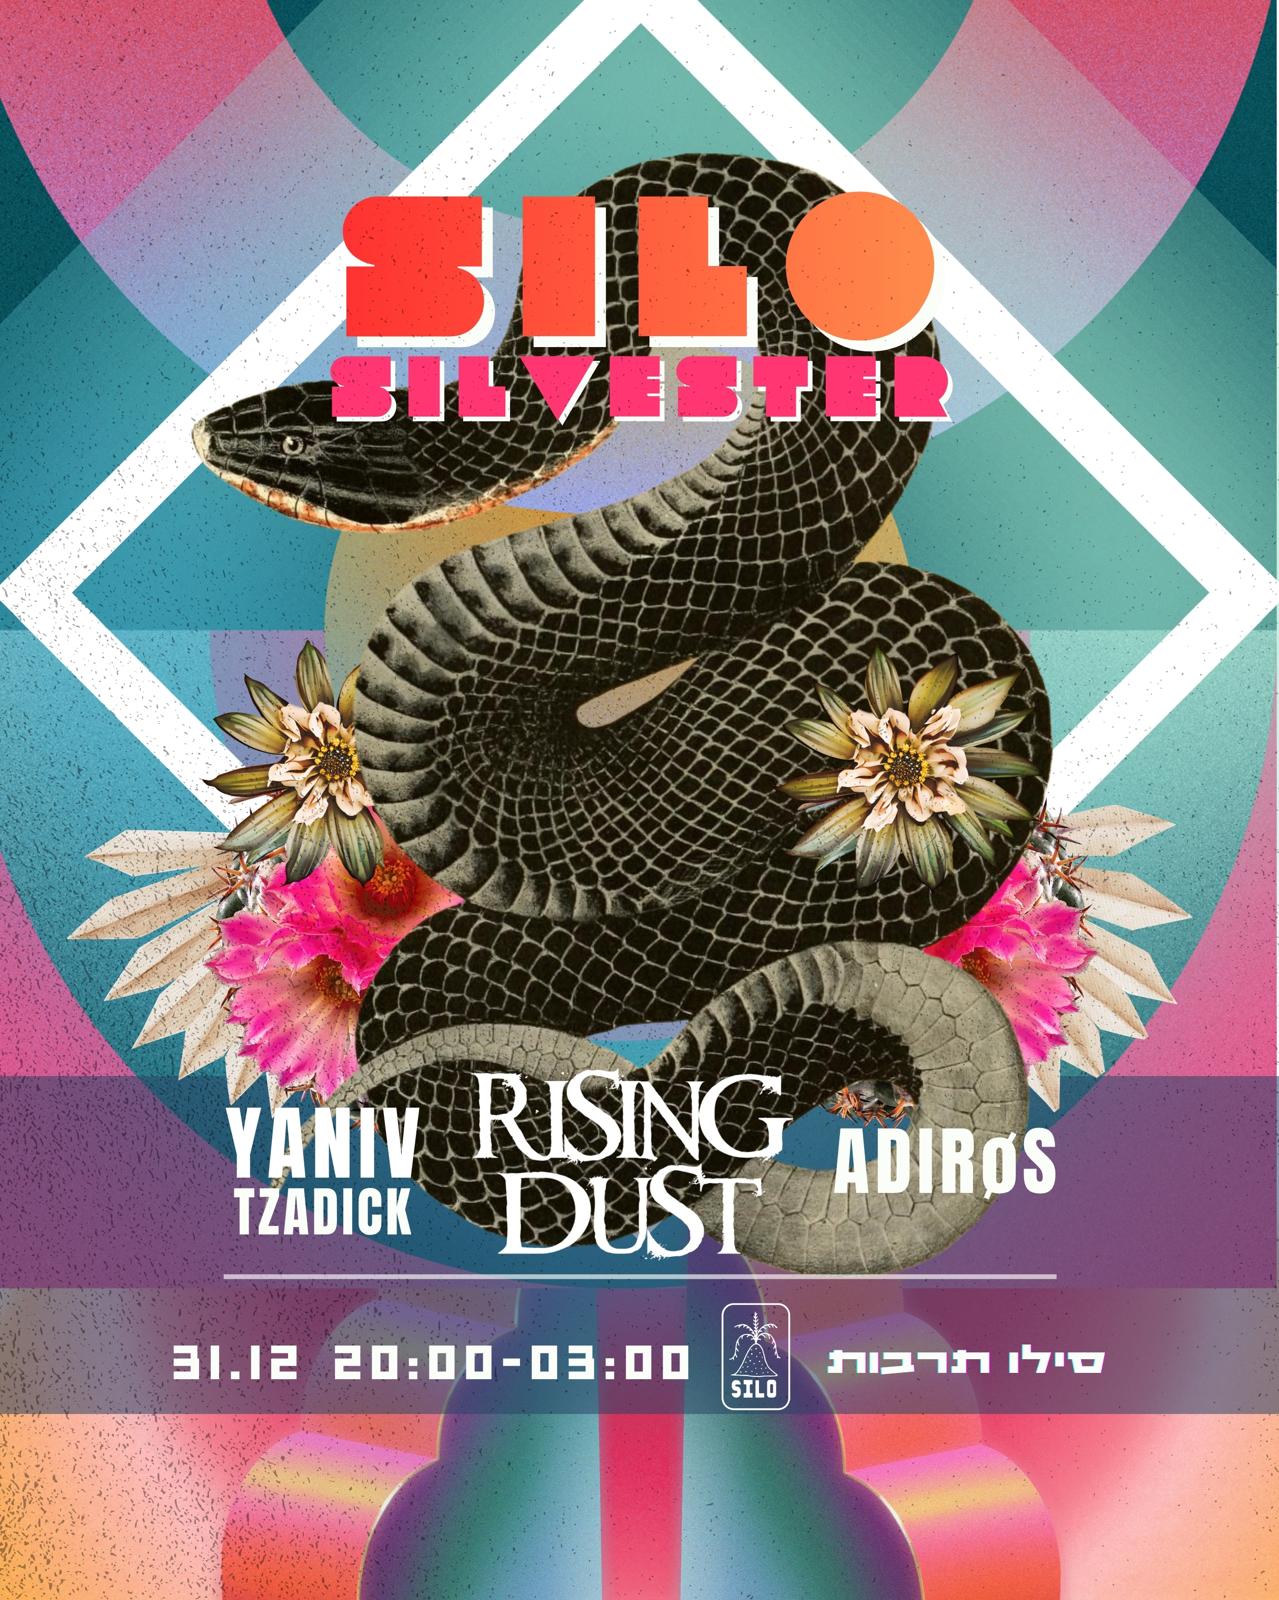 SILO
SILVESTER
YANIV
TZADICK
RISING
DUST
ADIRøS
31.12 20:00-03:00
SILO
סילו תרבות